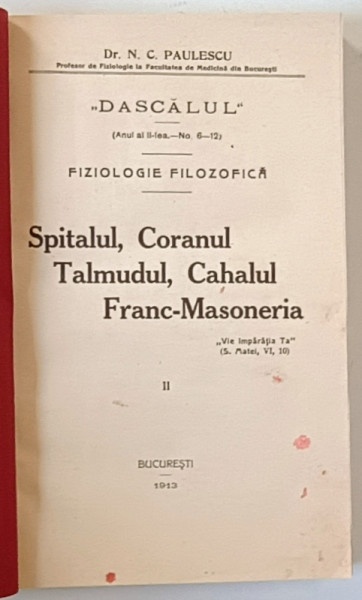 Dr. N. C. PAULESCU
Profesor de Fiziologie la Facultatea de Medicină din Bucureşti
„DASCĂLUL“
(Anul al II-lea.—No. 6—12)
FIZIOLOGIE FILOZOFICĂ
Spitalul, Coranul
Talmudul, Cahalul
Franc-Masoneria
„Vie împărăţia Ta“
(S. Matei, VI, 10)
II
BUCUREŞTI
1913